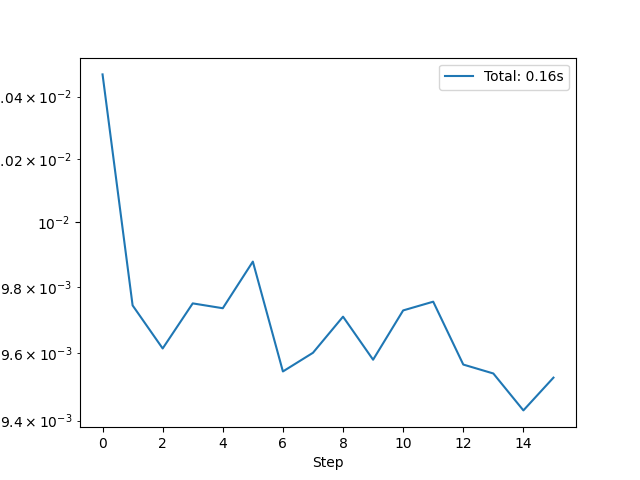 Total: 0.16s
.04 × 10⁻²
.02 × 10⁻²
10⁻²
9.8 × 10⁻³
9.6 × 10⁻³
9.4 × 10⁻³
0 2 4 6 8 10 12 14
Step